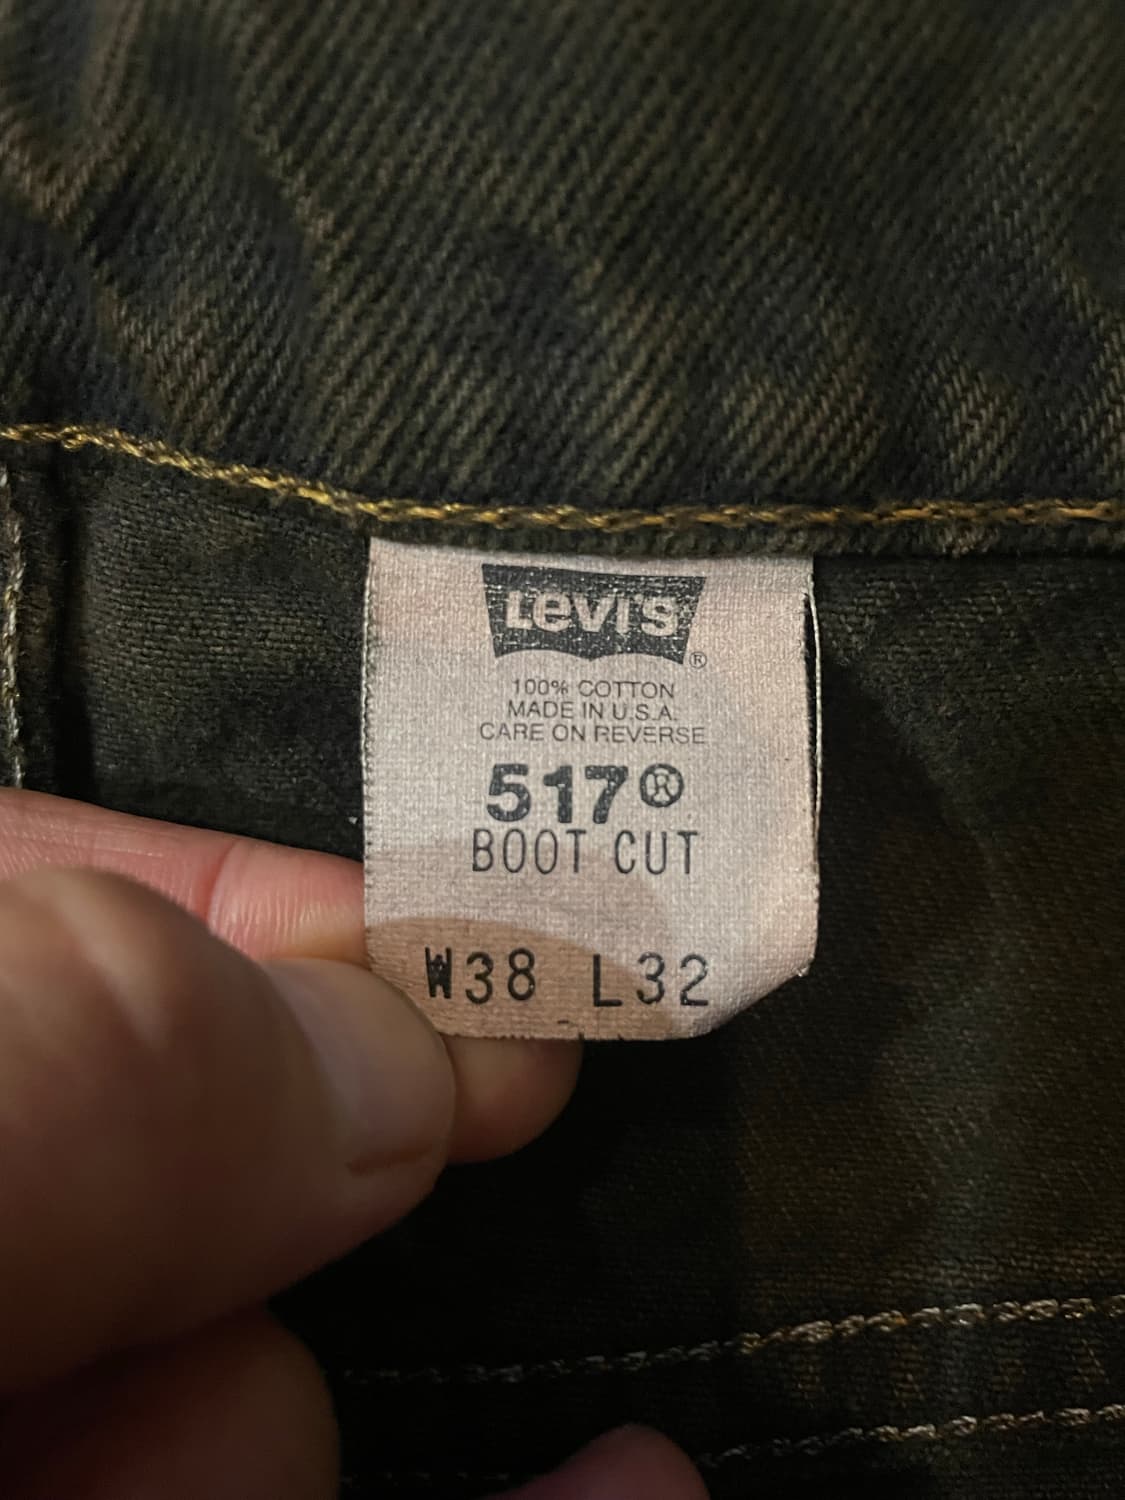 LEVI'S®
100% COTTON
MADE IN U.S.A.
CARE ON REVERSE
517®
BOOT CUT
W38 L32